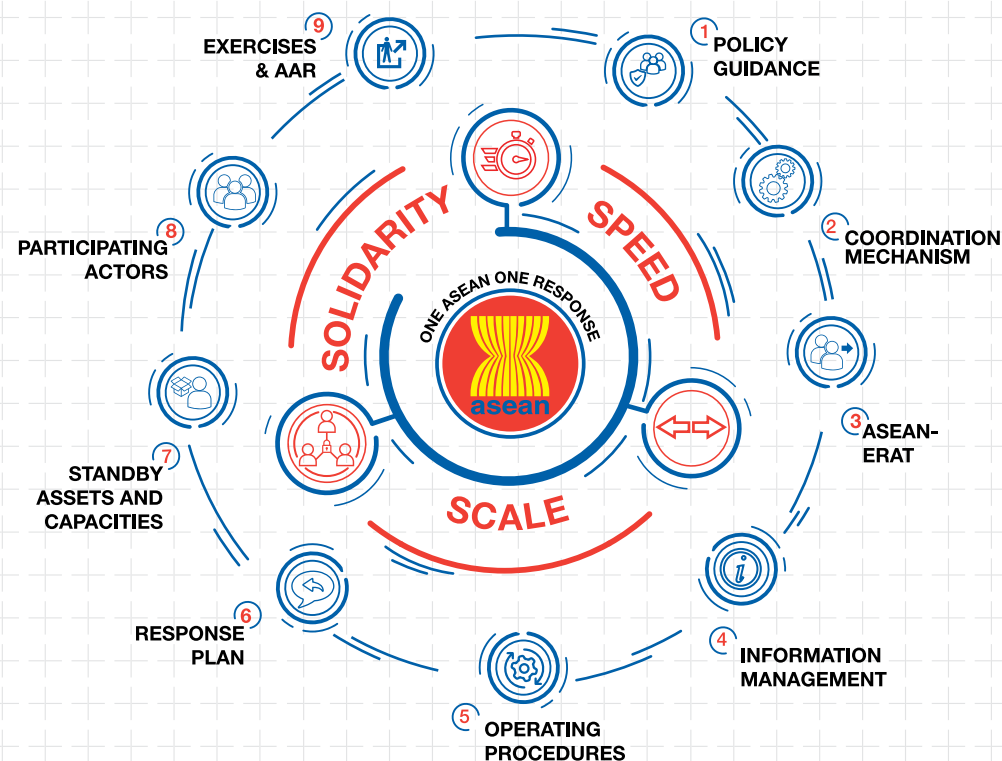 1
POLICY
GUIDANCE
2
COORDINATION
MECHANISM
3
ASEAN-
ERAT
4
INFORMATION
MANAGEMENT
5
OPERATING
PROCEDURES
6
RESPONSE
PLAN
7
STANDBY
ASSETS AND
CAPACITIES
8
PARTICIPATING
ACTORS
9
EXERCISES
& AAR
SOLIDARITY
SPEED
SCALE
ONE ASEAN ONE RESPONSE
asean
i